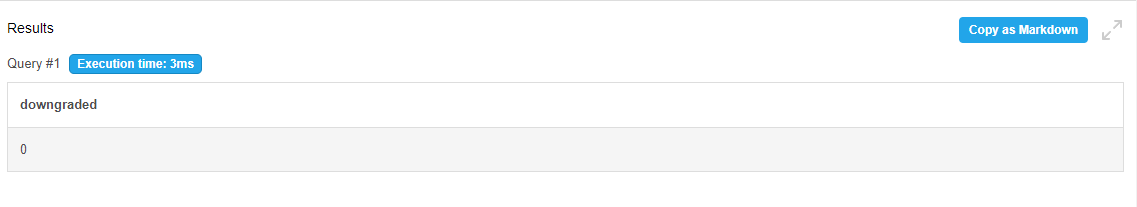 Results
Copy as Markdown
Query #1 Execution time: 3ms
downgraded
0